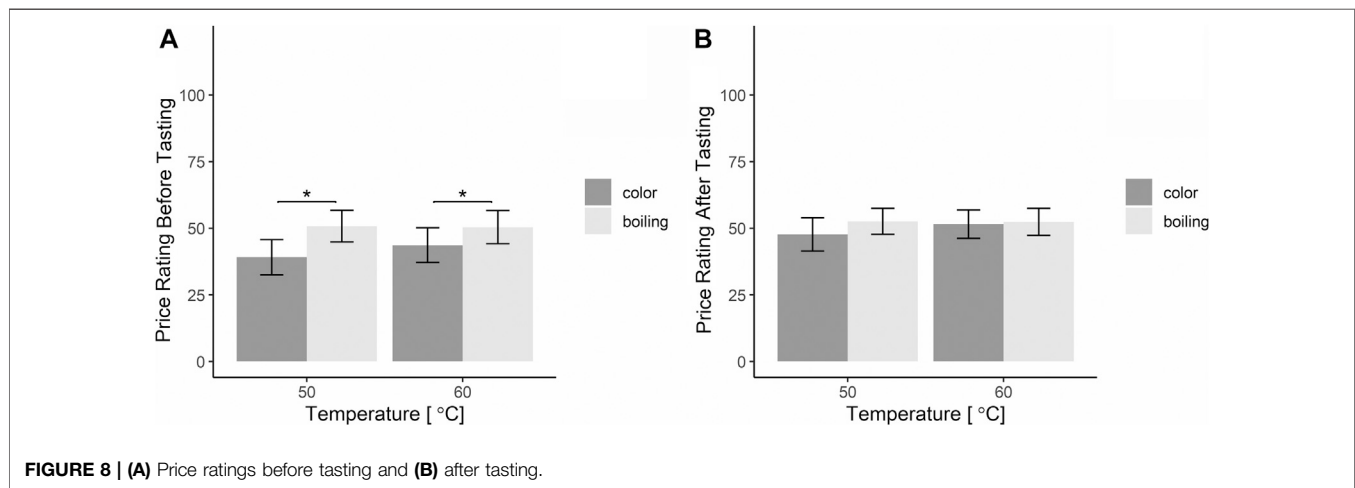 A
Price Rating Before Tasting
100
75
50
25
0
*
*
50
60
Temperature [ °C]
color
boiling
B
Price Rating After Tasting
100
75
50
25
0
50
60
Temperature [ °C]
color
boiling
FIGURE 8 | (A) Price ratings before tasting and (B) after tasting.